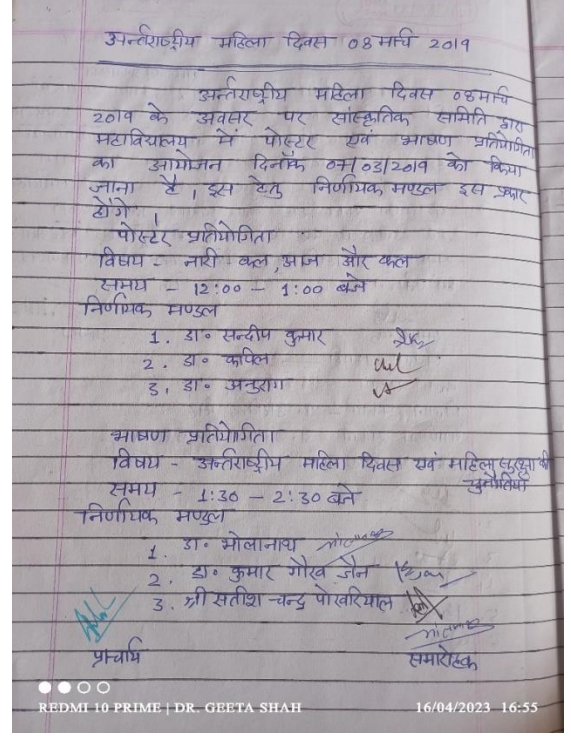 अर्न्तराष्ट्रीय महिला दिवस 08 मार्च 2019
अर्न्तराष्ट्रीय महिला दिवस 08 मार्च
2019 के अवसर पर सांस्कृतिक समिति द्वारा
महाविद्यालय में पोस्टर एवं भाषण प्रतियोगिता
का आयोजन दिनाँक 07/03/2019 को किया
जाना है, इस हेतु निर्णायक मण्डल इस प्रकार
होंगे।
पोस्टर प्रतियोगिता
विषय - नारी कल, आज और कल
समय - 12:00 - 1:00 बजे
निर्णायक मण्डल
1. डा० सन्दीप कुमार
2. डा० कपिल
3. डा० अनुराग
भाषण प्रतियोगिता
विषय - अर्न्तराष्ट्रीय महिला दिवस एवं महिला सुरक्षा की
चुनौतियाँ
समय - 1:30 - 2:30 बजे
निर्णायक मण्डल
1. डा० भोलानाथ
2. डा० कुमार गौरव जैन
3. श्री सतीश चन्द्र पोखरियाल
प्राचार्य
समारोहक
REDMI 10 PRIME | DR. GEETA SHAH
16/04/2023 16:55